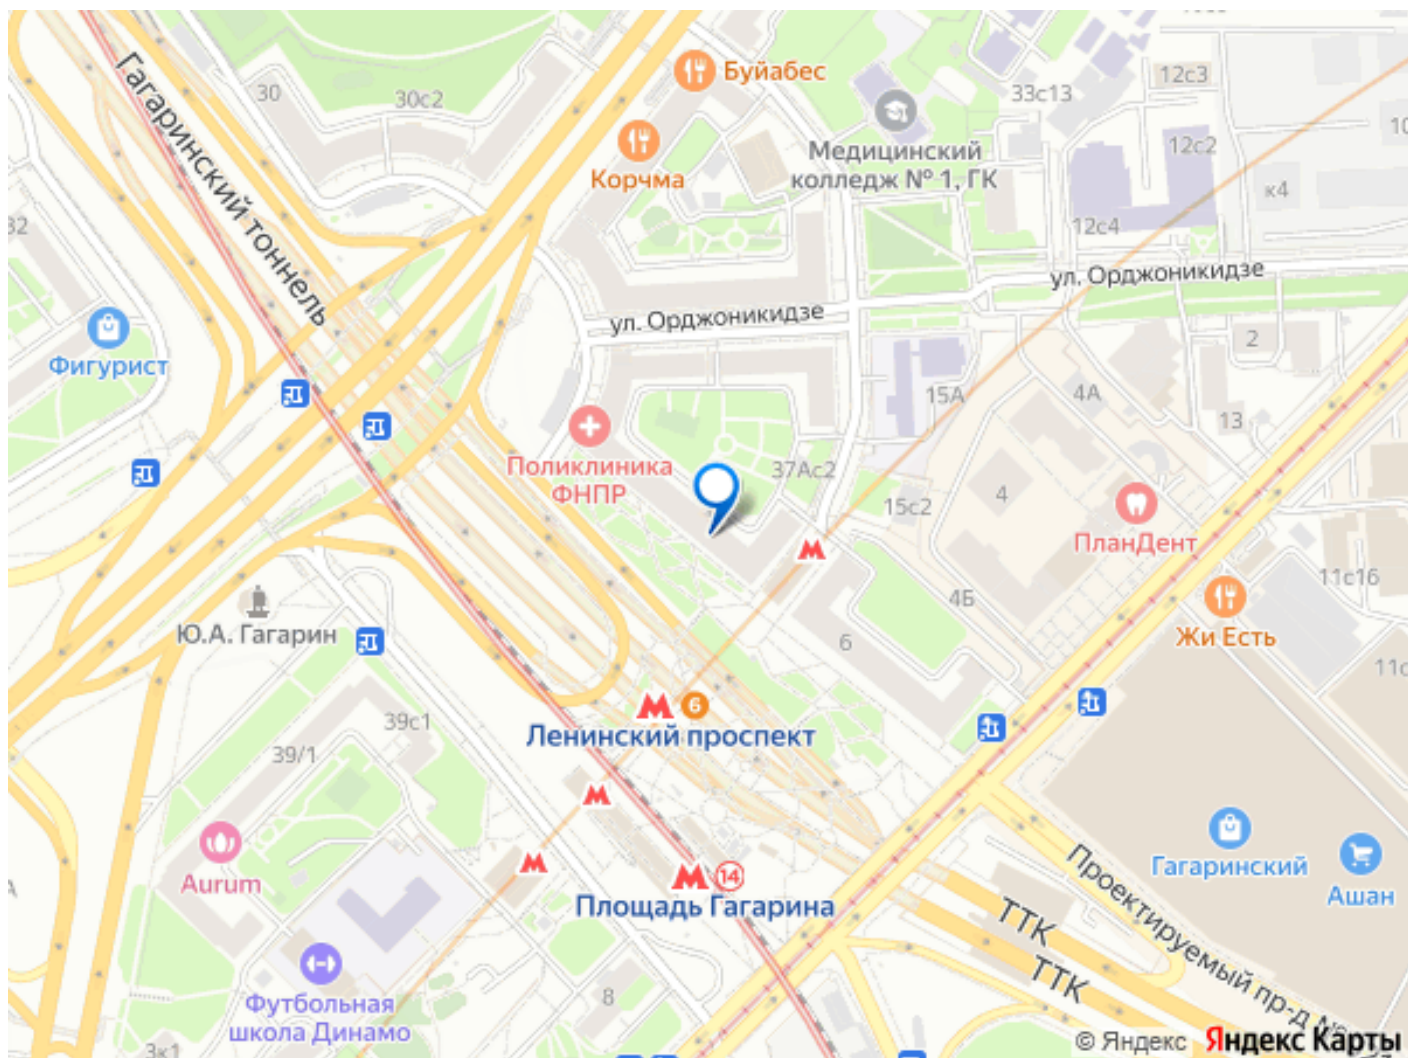 Буйабес
12с3
30
30с2
33с13
Корчма
Медицинский
колледж № 1, ГК
12с2
к4
32
12с4
Гагаринский тоннель
ул. Орджоникидзе
ул. Орджоникидзе
Фигурист
2
15А
4А
13
Поликлиника
ФНПР
37Ас2
4
15с2
ПланДент
11с16
4Б
Жи Есть
Ю.А. Гагарин
6
39с1
6
Ленинский проспект
39/1
Гагаринский
Ашан
Aurum
14
Площадь Гагарина
ТТК
ТТК
Проектируемый пр-д №
Футбольная
школа Динамо
8
3к1
© Яндекс Яндекс Карты